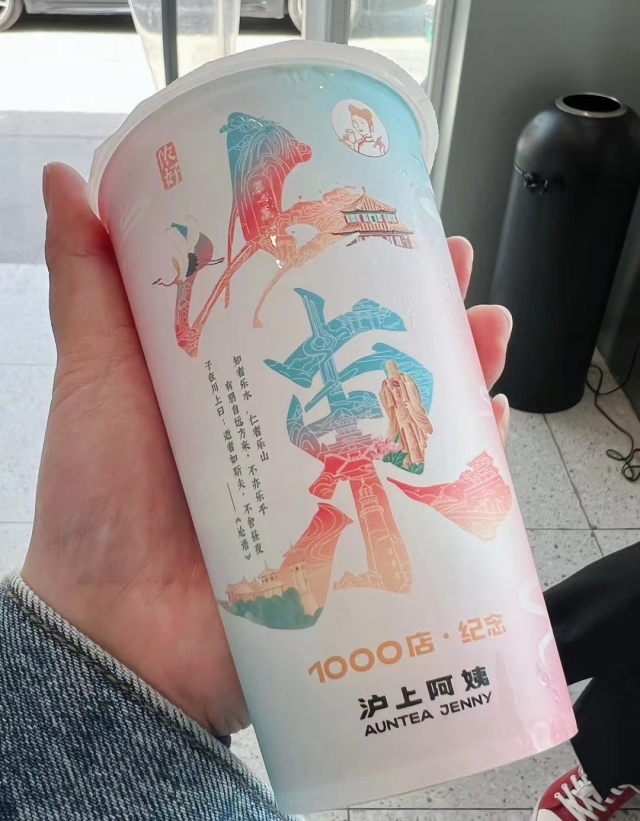 侬好
山
东
知者乐水，仁者乐山
有朋自远方来，不亦乐乎
子在川上曰：逝者如斯夫，不舍昼夜
——《论语》
1000店·纪念
沪上阿姨
AUNTEA JENNY